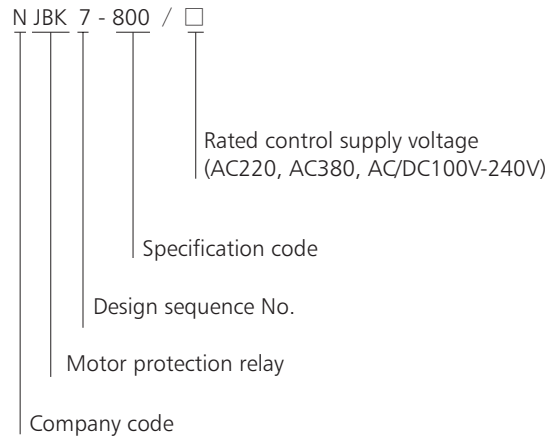 N JBK 7 - 800 / □
Rated control supply voltage
(AC220, AC380, AC/DC100V-240V)
Specification code
Design sequence No.
Motor protection relay
Company code